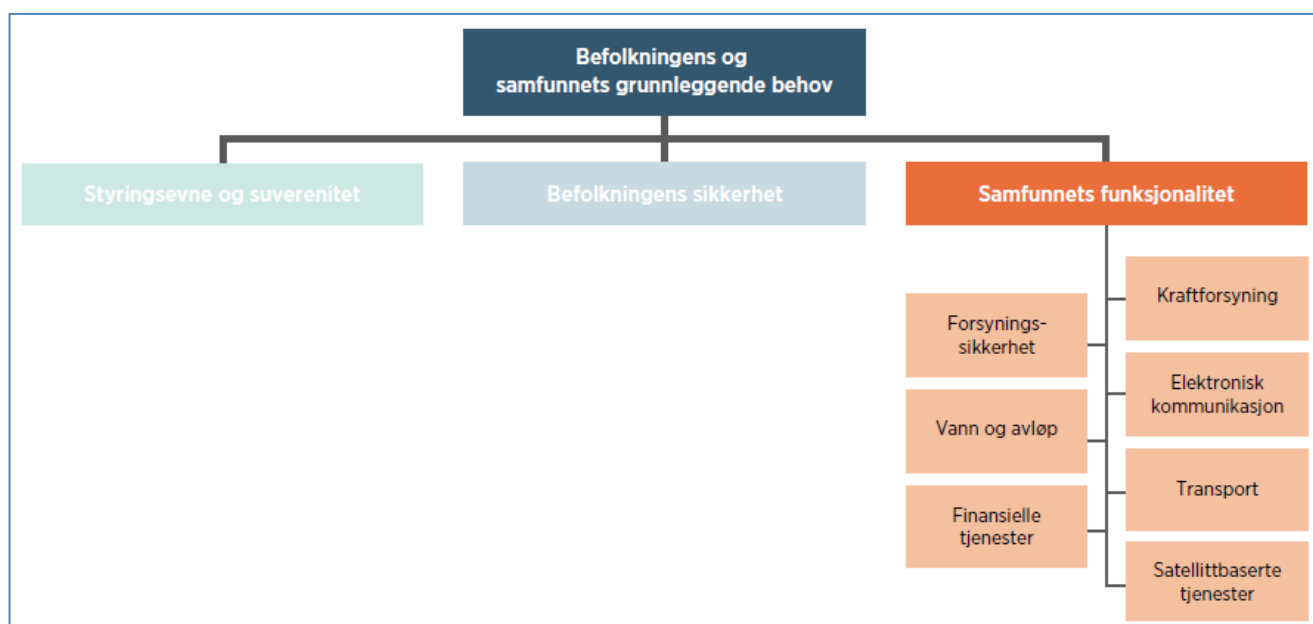 Befolkningens og
samfunnets grunnleggende behov
Styringsevne og suverenitet
Befolkningens sikkerhet
Samfunnets funksjonalitet
Forsynings-
sikkerhet
Vann og avløp
Finansielle
tjenester
Kraftforsyning
Elektronisk
kommunikasjon
Transport
Satellittbaserte
tjenester